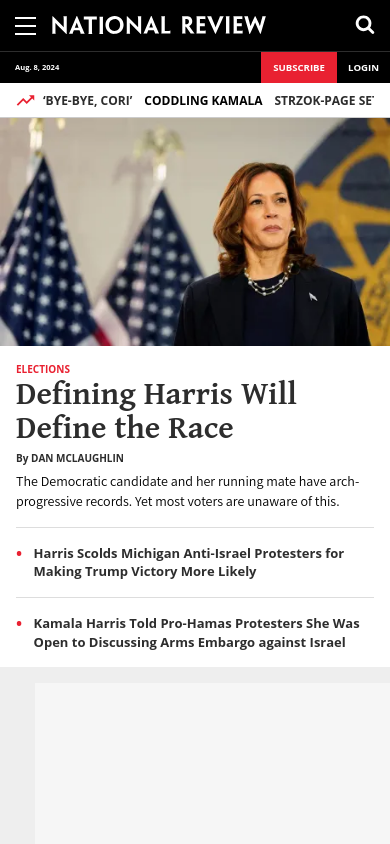 NATIONAL REVIEW
Aug. 8, 2024
SUBSCRIBE
LOGIN
‘BYE-BYE, CORI’ CODDLING KAMALA STRZOK-PAGE
ELECTIONS
Defining Harris Will
Define the Race
By DAN MCLAUGHLIN
The Democratic candidate and her running mate have arch-
progressive records. Yet most voters are unaware of this.
• Harris Scolds Michigan Anti-Israel Protesters for
Making Trump Victory More Likely
• Kamala Harris Told Pro-Hamas Protesters She Was
Open to Discussing Arms Embargo against Israel